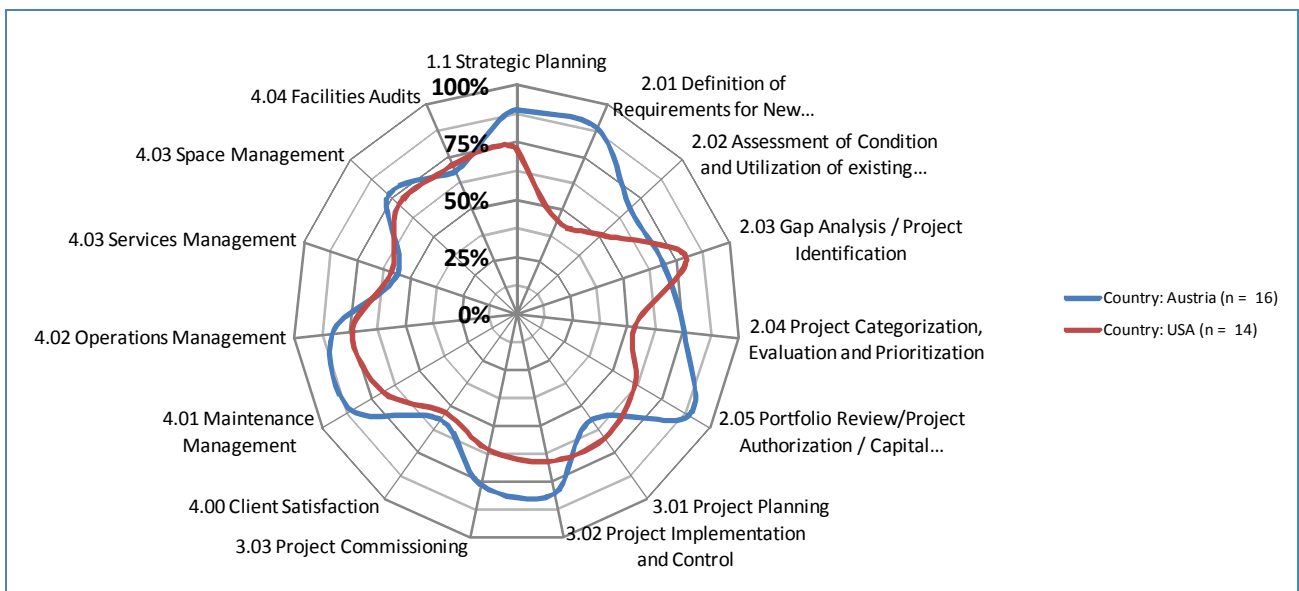 1.1 Strategic Planning
2.01 Definition of
Requirements for New...
2.02 Assessment of Condition
and Utilization of existing...
2.03 Gap Analysis / Project
Identification
2.04 Project Categorization,
Evaluation and Prioritization
2.05 Portfolio Review/Project
Authorization / Capital...
3.01 Project Planning
3.02 Project Implementation
and Control
3.03 Project Commissioning
4.00 Client Satisfaction
4.01 Maintenance
Management
4.02 Operations Management
4.03 Services Management
4.03 Space Management
4.04 Facilities Audits
100%
75%
50%
25%
0%
Country: Austria (n = 16)
Country: USA (n = 14)